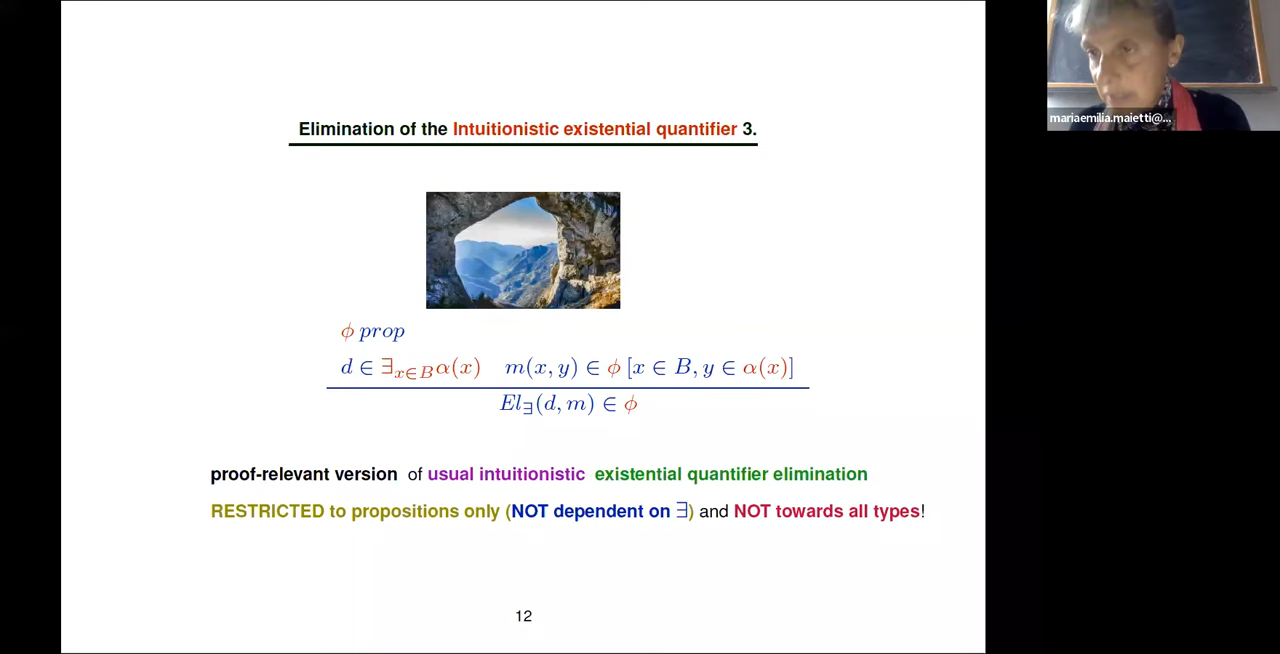 Elimination of the Intuitionistic existential quantifier 3.
ϕ prop
d ∈ ∃x∈Bα(x) m(x, y) ∈ ϕ [x ∈ B, y ∈ α(x)]
El∃(d, m) ∈ ϕ
proof-relevant version of usual intuitionistic existential quantifier elimination
RESTRICTED to propositions only (NOT dependent on ∃) and NOT towards all types!
12
mariaemilia.maietti@...